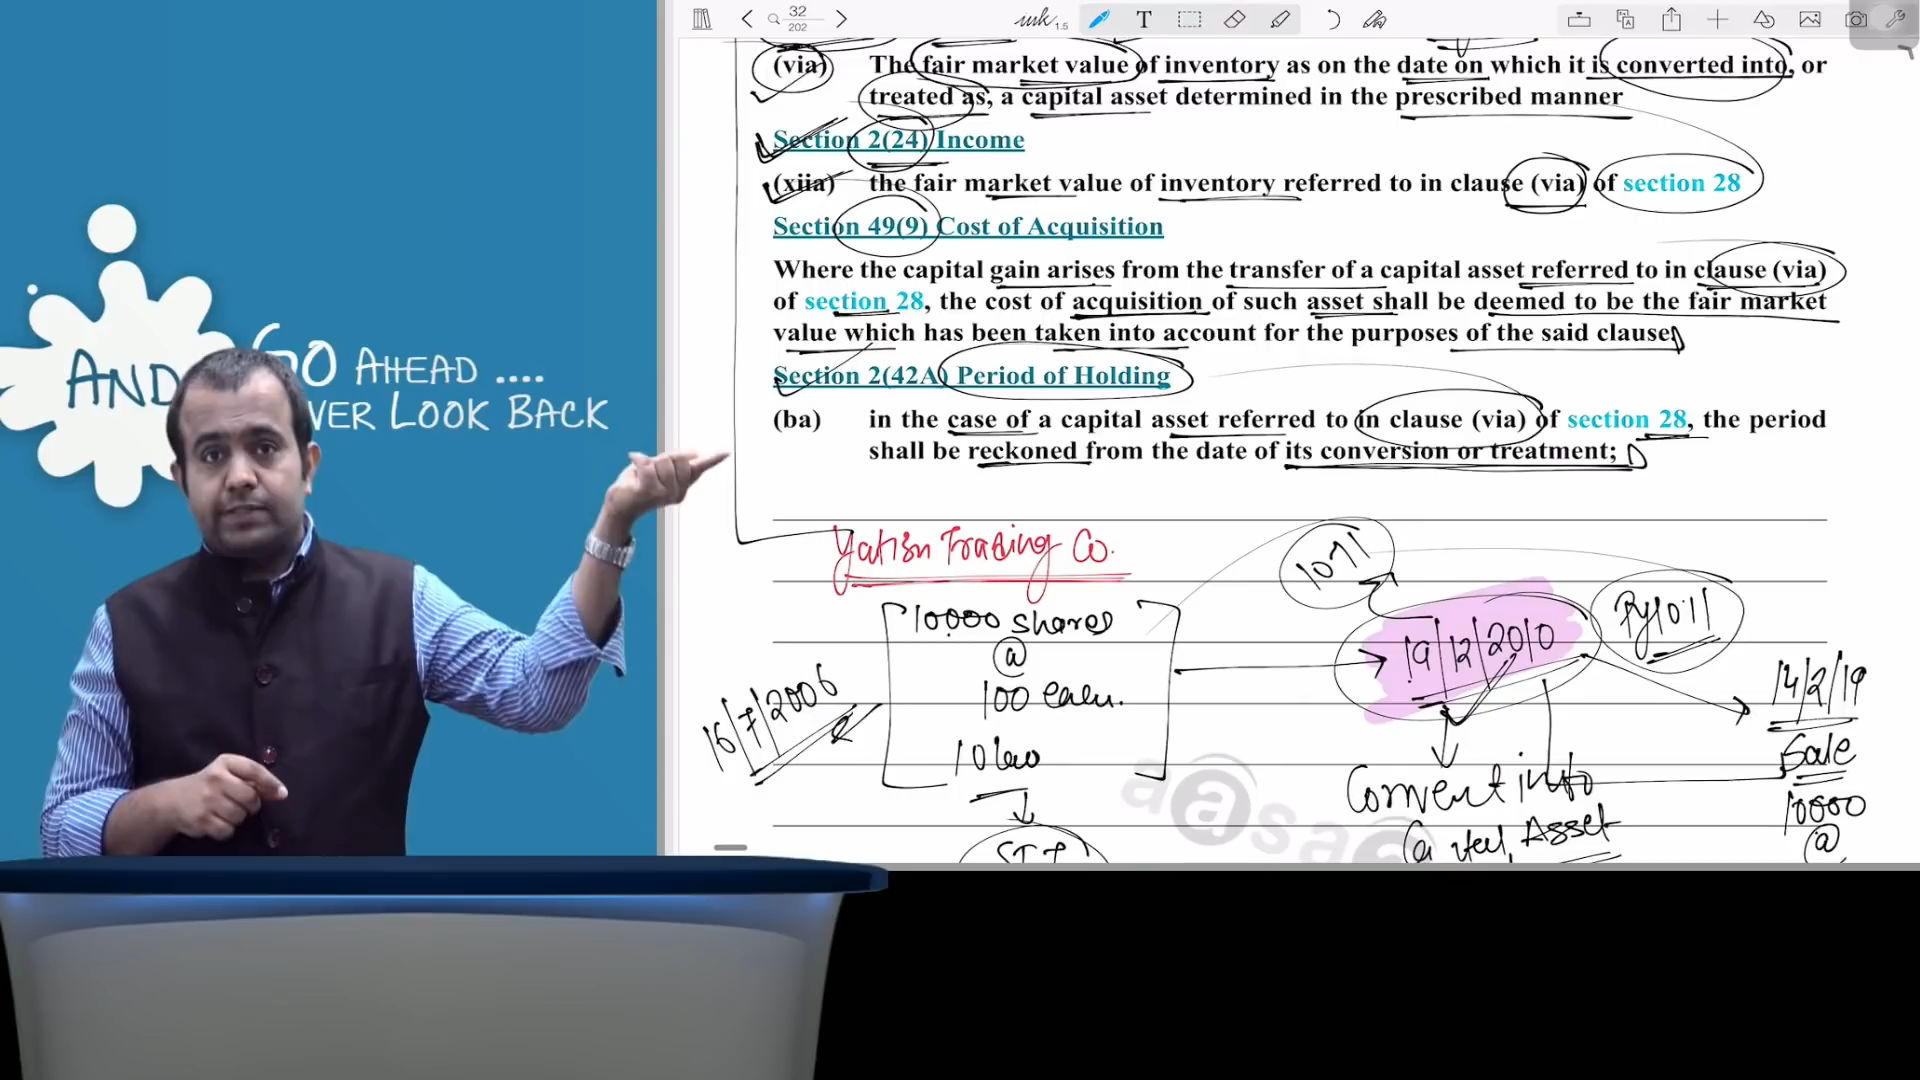 32
202
T
ink 1.5
(via) The fair market value of inventory as on the date on which it is converted into, or
treated as, a capital asset determined in the prescribed manner
Section 2(24) Income
(xiia) the fair market value of inventory referred to in clause (via) of section 28
Section 49(9) Cost of Acquisition
Where the capital gain arises from the transfer of a capital asset referred to in clause (via)
of section 28, the cost of acquisition of such asset shall be deemed to be the fair market
value which has been taken into account for the purposes of the said clause
Section 2(42A) Period of Holding
(ba) in the case of a capital asset referred to in clause (via) of section 28, the period
shall be reckoned from the date of its conversion or treatment;
AND GO AHEAD ....
VER LOOK BACK
Yatish Trading Co.
10,000 shares
@
100 each.
16/7/2006
19/12/2010
Py1011
14/2/19
Sale
10000
@
Convert into
Asset
aasa